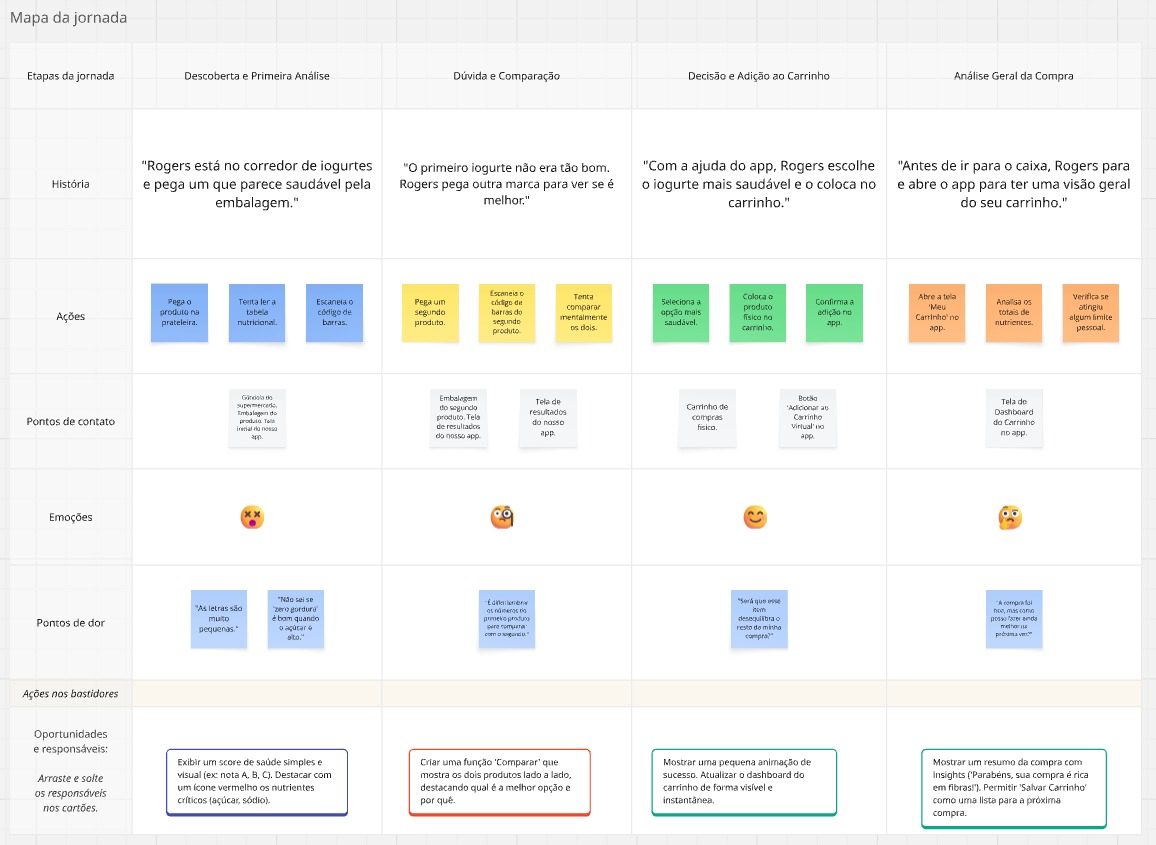 Mapa da jornada
Etapas da jornada
Descoberta e Primeira Análise
Dúvida e Comparação
Decisão e Adição ao Carrinho
Análise Geral da Compra
História
"Rogers está no corredor de iogurtes
e pega um que parece saudável pela
embalagem."
"O primeiro iogurte não era tão bom.
Rogers pega outra marca para ver se é
melhor."
"Com a ajuda do app, Rogers escolhe
o iogurte mais saudável e o coloca no
carrinho."
"Antes de ir para o caixa, Rogers para
e abre o app para ter uma visão geral
do seu carrinho."
Ações
Pega o
produto na
prateleira.
Tenta ler a
tabela
nutricional.
Escaneia o
código de
barras.
Pega um
segundo
produto.
Escaneia o
código de
barras do
segundo
produto.
Tenta
comparar
mentalmente
os dois.
Seleciona a
opção mais
saudável.
Coloca o
produto
físico no
carrinho.
Confirma a
adição no
app.
Abre a tela
'Meu
Carrinho' no
app.
Analisa os
totais de
nutrientes.
Verifica se
atingiu
algum limite
pessoal.
Pontos de contato
Gôndola do
supermercado.
Embalagem do
produto. Tela
inicial do nosso
app.
Embalagem
do segundo
produto. Tela
de resultados
do nosso app.
Tela de
resultados
do nosso
app.
Carrinho de
compras
físico.
Botão
'Adicionar ao
Carrinho
Virtual' no
app.
Tela do
Dashboard
do Carrinho
no app.
Emoções
Pontos de dor
"As letras são
muito
pequenas."
"Não sei se
'zero gordura'
é bom quando
o açúcar é
alto."
"É difícil lembrar
os números do
primeiro produto
para comparar
com o segundo."
"Será que esse
item
desequilibra o
resto da minha
compra?"
"A compra foi
boa, mas como
posso fazer ainda
melhor na
próxima vez?"
Ações nos bastidores
Oportunidades
e responsáveis:
Arraste e solte
os responsáveis
nos cartões.
Exibir um score de saúde simples e
visual (ex: nota A, B, C). Destacar com
um ícone vermelho os nutrientes
críticos (açúcar, sódio).
Criar uma função 'Comparar' que
mostra os dois produtos lado a lado,
destacando qual é a melhor opção e
por quê.
Mostrar uma pequena animação de
sucesso. Atualizar o dashboard do
carrinho de forma visível e
instantânea.
Mostrar um resumo da compra com
insights ('Parabéns, sua compra é rica
em fibras!'). Permitir 'Salvar Carrinho'
como uma lista para a próxima
compra.